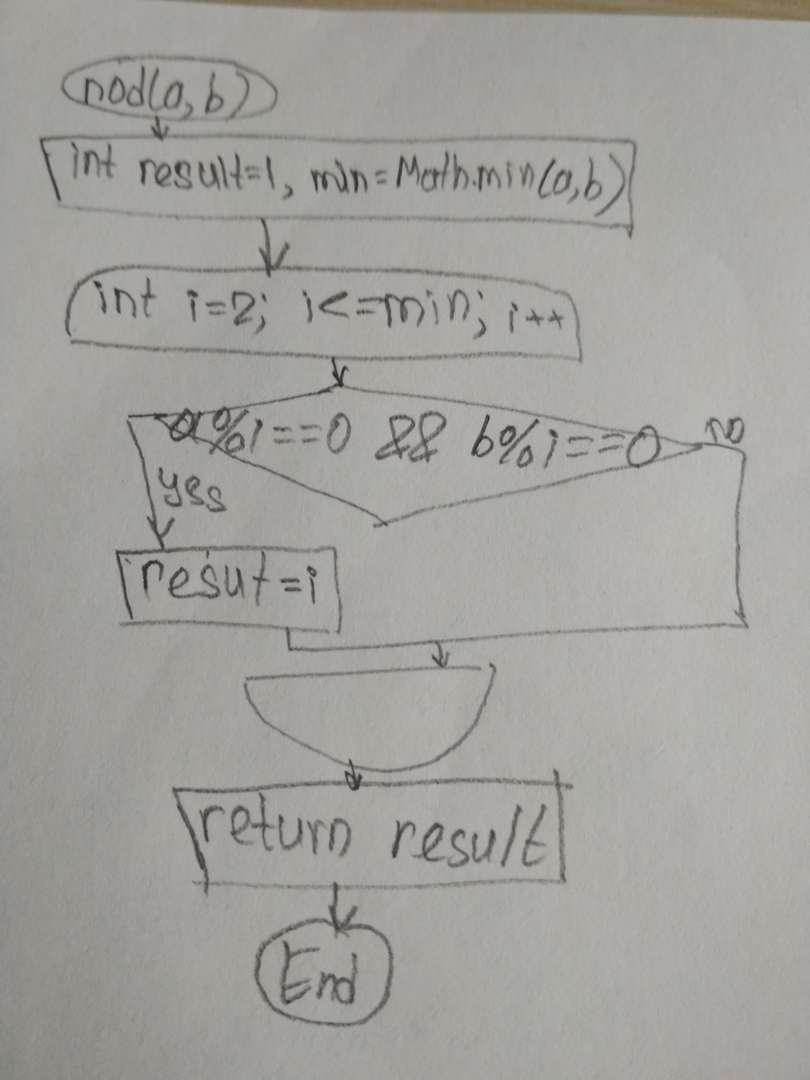 nod(a,b)
int result=1, min=Math.min(a,b)
int i=2; i<=min; i++
a%i==0 && b%i==0
no
yes
resut=i
return result
End